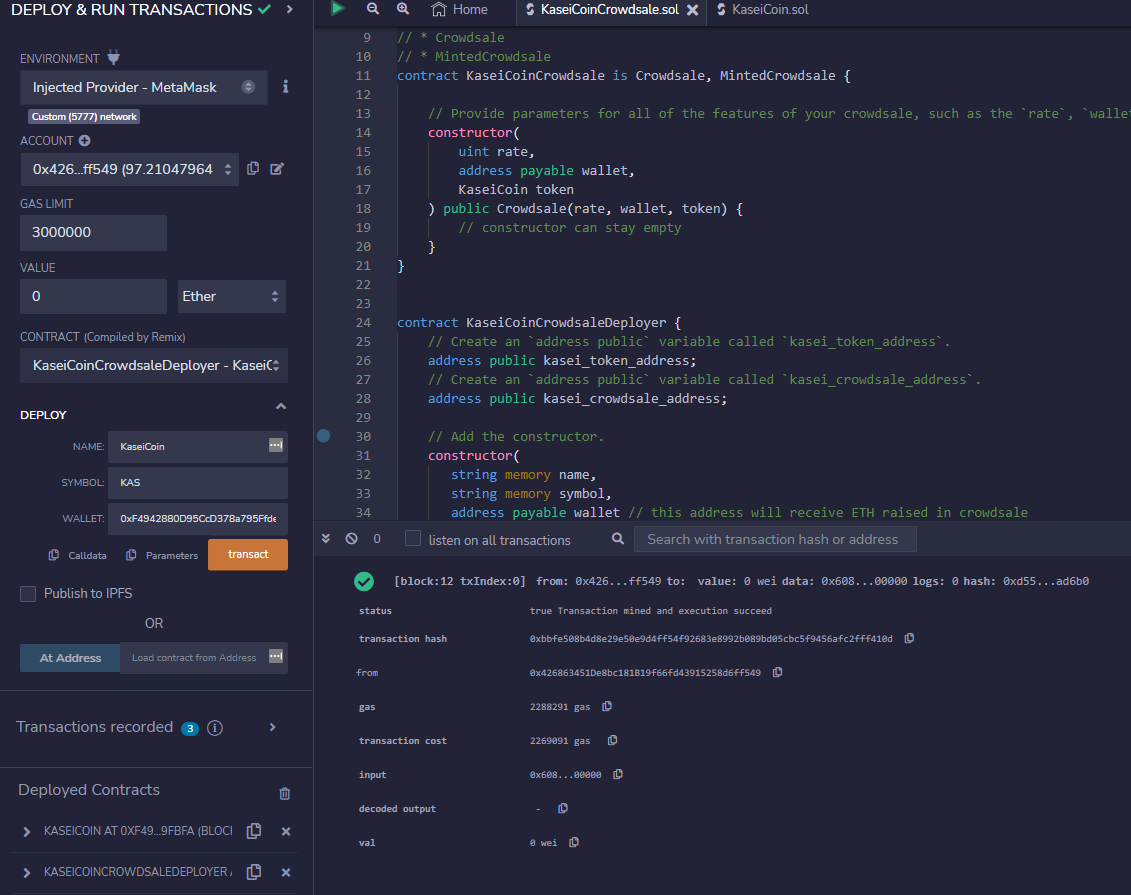 DEPLOY & RUN TRANSACTIONS
ENVIRONMENT
Injected Provider - MetaMask
Custom (5777) network
ACCOUNT
0x426...ff549 (97.21047964
GAS LIMIT
3000000
VALUE
0
Ether
CONTRACT (Compiled by Remix)
KaseiCoinCrowdsaleDeployer - KaseiC
DEPLOY
NAME: KaseiCoin
SYMBOL: KAS
WALLET: 0xF4942880D95CcD378a795Ffde
Calldata Parameters transact
Publish to IPFS
OR
At Address Load contract from Address
Transactions recorded 3
Deployed Contracts
KASEICOIN AT 0XF49...9FBFA (BLOCI
KASEICOINCROWDSALEDEPLOYER
Home KaseiCoinCrowdsale.sol KaseiCoin.sol
9 // * Crowdsale
10 // * MintedCrowdsale
11 contract KaseiCoinCrowdsale is Crowdsale, MintedCrowdsale {
12
13 // Provide parameters for all of the features of your crowdsale, such as the `rate`, `wallet
14 constructor(
15 uint rate,
16 address payable wallet,
17 KaseiCoin token
18 ) public Crowdsale(rate, wallet, token) {
19 // constructor can stay empty
20 }
21 }
22
23
24 contract KaseiCoinCrowdsaleDeployer {
25 // Create an `address public` variable called `kasei_token_address`.
26 address public kasei_token_address;
27 // Create an `address public` variable called `kasei_crowdsale_address`.
28 address public kasei_crowdsale_address;
29
30 // Add the constructor.
31 constructor(
32 string memory name,
33 string memory symbol,
34 address payable wallet // this address will receive ETH raised in crowdsale
0 listen on all transactions Search with transaction hash or address
[block:12 txIndex:0] from: 0x426...ff549 to: value: 0 wei data: 0x608...00000 logs: 0 hash: 0xd55...ad6b0
status true Transaction mined and execution succeed
transaction hash 0xbbfe508b4d8e29e50e9d4ff54f92683e8992b089bd05cbc5f9456afc2fff410d
from 0x426863451De8bc181B19f66fd43915258d6ff549
gas 2288291 gas
transaction cost 2269091 gas
input 0x608...00000
decoded output -
val 0 wei